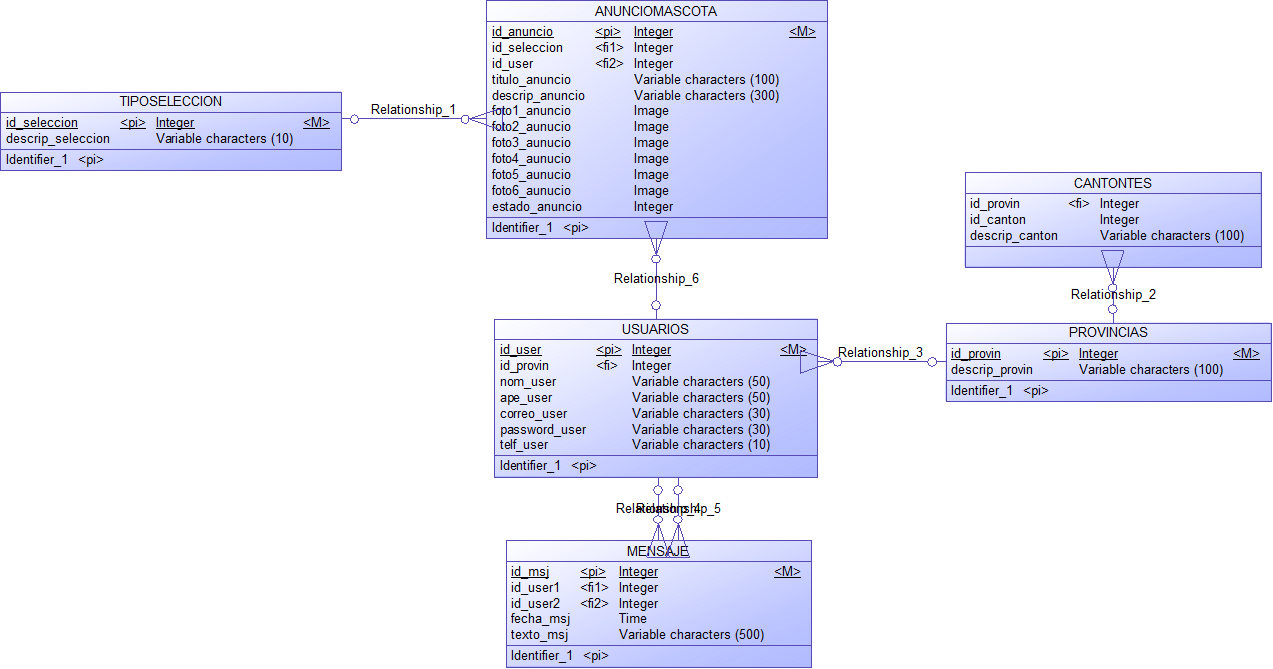 ANUNCIOMASCOTA
id_anuncio <pi> Integer <M>
id_seleccion <fi1> Integer
id_user <fi2> Integer
titulo_anuncio Variable characters (100)
descrip_anuncio Variable characters (300)
foto1_anuncio Image
foto2_aunucio Image
foto3_aunucio Image
foto4_aunucio Image
foto5_aunucio Image
foto6_aunucio Image
estado_anuncio Integer
Identifier_1 <pi>
TIPOSELECCION
id_seleccion <pi> Integer <M>
descrip_seleccion Variable characters (10)
Identifier_1 <pi>
Relationship_1
CANTONTES
id_provin <fi> Integer
id_canton Integer
descrip_canton Variable characters (100)
Relationship_6
Relationship_2
USUARIOS
id_user <pi> Integer <M>
id_provin <fi> Integer
nom_user Variable characters (50)
ape_user Variable characters (50)
correo_user Variable characters (30)
password_user Variable characters (30)
telf_user Variable characters (10)
Identifier_1 <pi>
Relationship_3
PROVINCIAS
id_provin <pi> Integer <M>
descrip_provin Variable characters (100)
Identifier_1 <pi>
Relationship_4
Relationship_5
MENSAJE
id_msj <pi> Integer <M>
id_user1 <fi1> Integer
id_user2 <fi2> Integer
fecha_msj Time
texto_msj Variable characters (500)
Identifier_1 <pi>